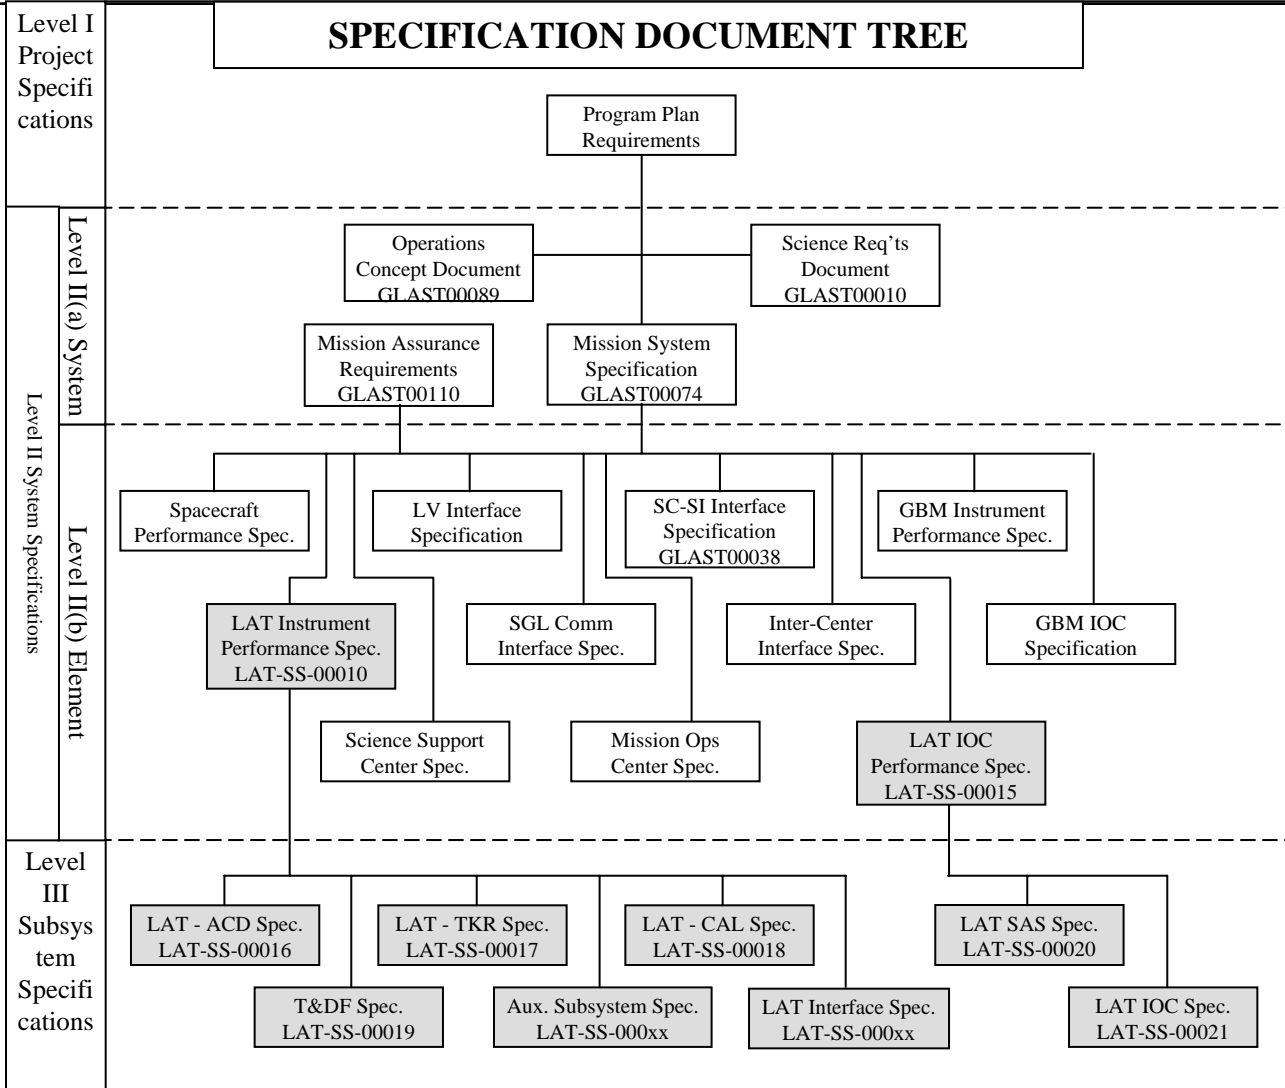 Level I
Project
Specifi
cations
SPECIFICATION DOCUMENT TREE
Program Plan
Requirements
Level II System Specifications
Level II(a) System
Operations
Concept Document
GLAST00089
Science Req'ts
Document
GLAST00010
Mission Assurance
Requirements
GLAST00110
Mission System
Specification
GLAST00074
Level II(b) Element
Spacecraft
Performance Spec.
LV Interface
Specification
SC-SI Interface
Specification
GLAST00038
GBM Instrument
Performance Spec.
LAT Instrument
Performance Spec.
LAT-SS-00010
SGL Comm
Interface Spec.
Inter-Center
Interface Spec.
GBM IOC
Specification
Science Support
Center Spec.
Mission Ops
Center Spec.
LAT IOC
Performance Spec.
LAT-SS-00015
Level
III
Subsys
tem
Specifi
cations
LAT - ACD Spec.
LAT-SS-00016
LAT - TKR Spec.
LAT-SS-00017
LAT - CAL Spec.
LAT-SS-00018
LAT SAS Spec.
LAT-SS-00020
T&DF Spec.
LAT-SS-00019
Aux. Subsystem Spec.
LAT-SS-000xx
LAT Interface Spec.
LAT-SS-000xx
LAT IOC Spec.
LAT-SS-00021